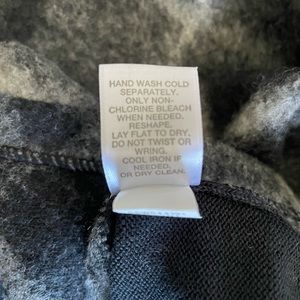 HAND WASH COLD
SEPARATELY.
ONLY NON-
CHLORINE BLEACH
WHEN NEEDED.
RESHAPE.
LAY FLAT TO DRY.
DO NOT TWIST OR
WRING.
COOL IRON IF
NEEDED.
OR DRY CLEAN.